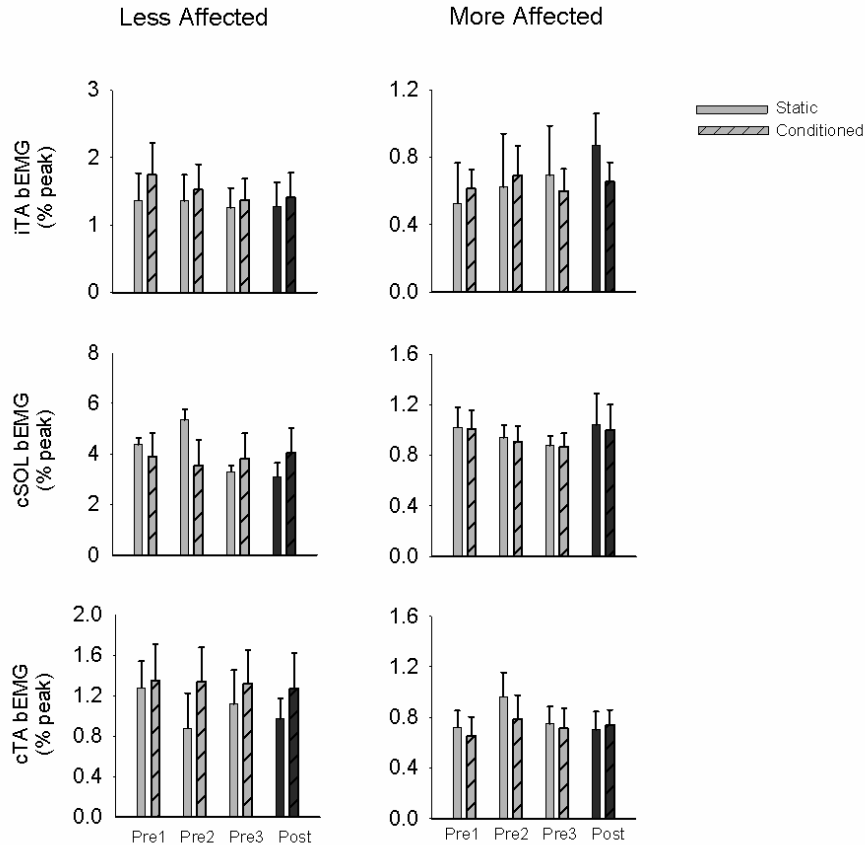 Less Affected
More Affected
Static
Conditioned
iTA bEMG
(% peak)
3
2
1
0
1.2
0.8
0.4
0.0
cSOL bEMG
(% peak)
8
6
4
2
0
1.6
1.2
0.8
0.4
0.0
cTA bEMG
(% peak)
2.0
1.6
1.2
0.8
0.4
0.0
1.6
1.2
0.8
0.4
0.0
Pre1 Pre2 Pre3 Post
Pre1 Pre2 Pre3 Post